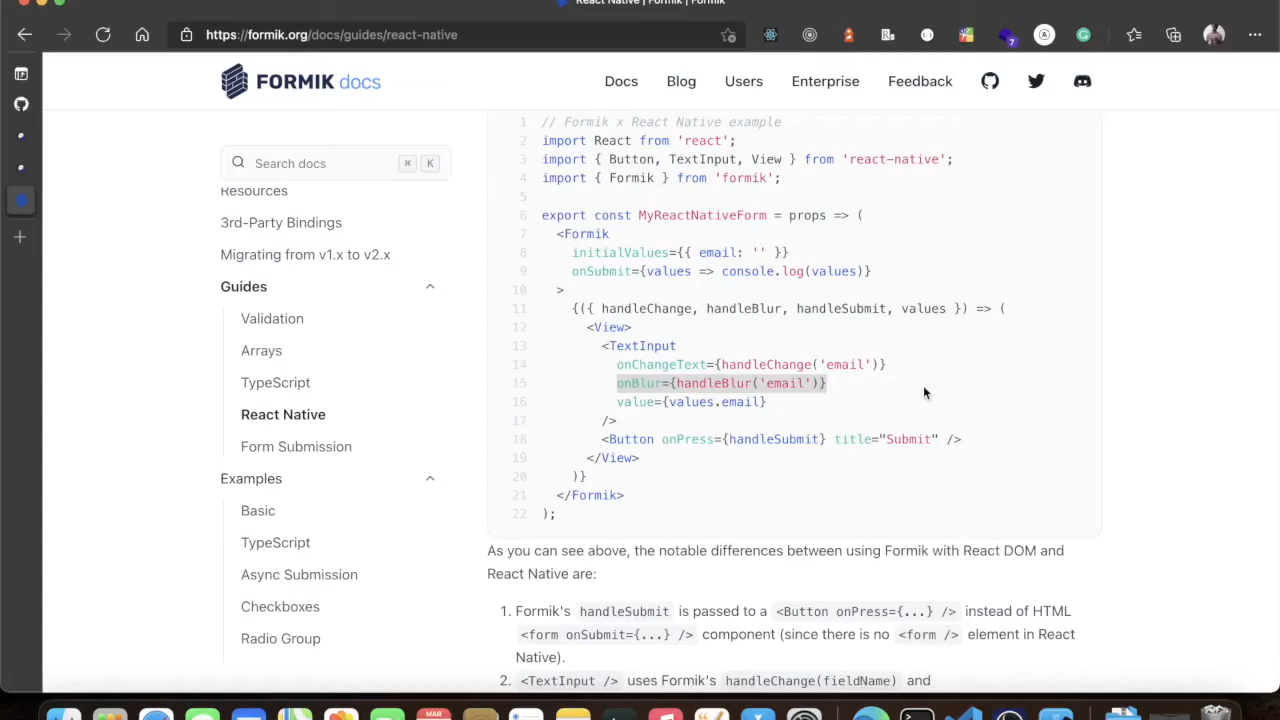 React Native | Formik | Formik
https://formik.org/docs/guides/react-native
7
FORMIK docs
Docs
Blog
Users
Enterprise
Feedback
Search docs
⌘ K
Resources
3rd-Party Bindings
Migrating from v1.x to v2.x
Guides
Validation
Arrays
TypeScript
React Native
Form Submission
Examples
Basic
TypeScript
Async Submission
Checkboxes
Radio Group
1 // Formik x React Native example
2 import React from 'react';
3 import { Button, TextInput, View } from 'react-native';
4 import { Formik } from 'formik';
5
6 export const MyReactNativeForm = props => (
7 <Formik
8 initialValues={{ email: '' }}
9 onSubmit={values => console.log(values)}
10 >
11 {({ handleChange, handleBlur, handleSubmit, values }) => (
12 <View>
13 <TextInput
14 onChangeText={handleChange('email')}
15 onBlur={handleBlur('email')}
16 value={values.email}
17 />
18 <Button onPress={handleSubmit} title="Submit" />
19 </View>
20 )}
21 </Formik>
22 );
As you can see above, the notable differences between using Formik with React DOM and
React Native are:
1. Formik's handleSubmit is passed to a <Button onPress={...} /> instead of HTML
<form onSubmit={...} /> component (since there is no <form /> element in React
Native).
2. <TextInput /> uses Formik's handleChange(fieldName) and
MAR